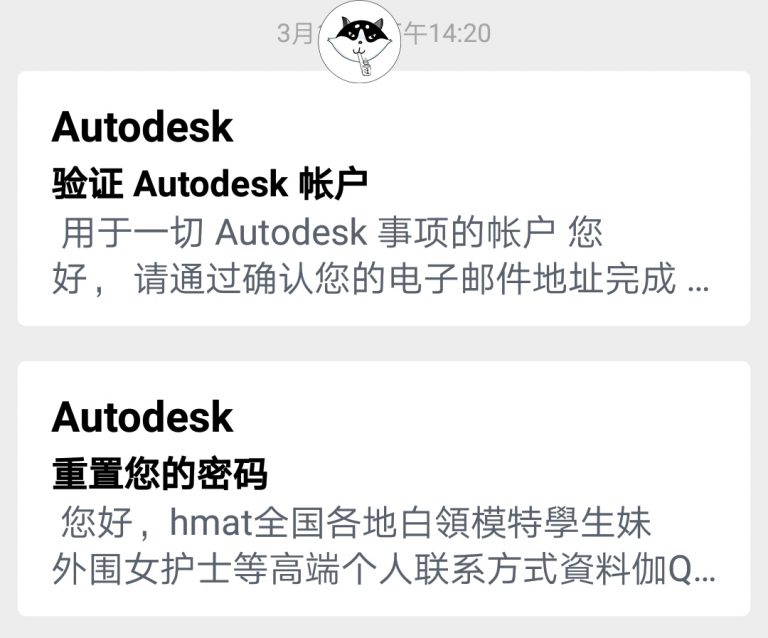 3月 午14:20
Autodesk
验证 Autodesk 帐户
用于一切 Autodesk 事项的帐户 您
好， 请通过确认您的电子邮件地址完成 ...
Autodesk
重置您的密码
您好，hmat全国各地白領模特學生妹
外围女护士等高端个人联系方式資料伽Q...